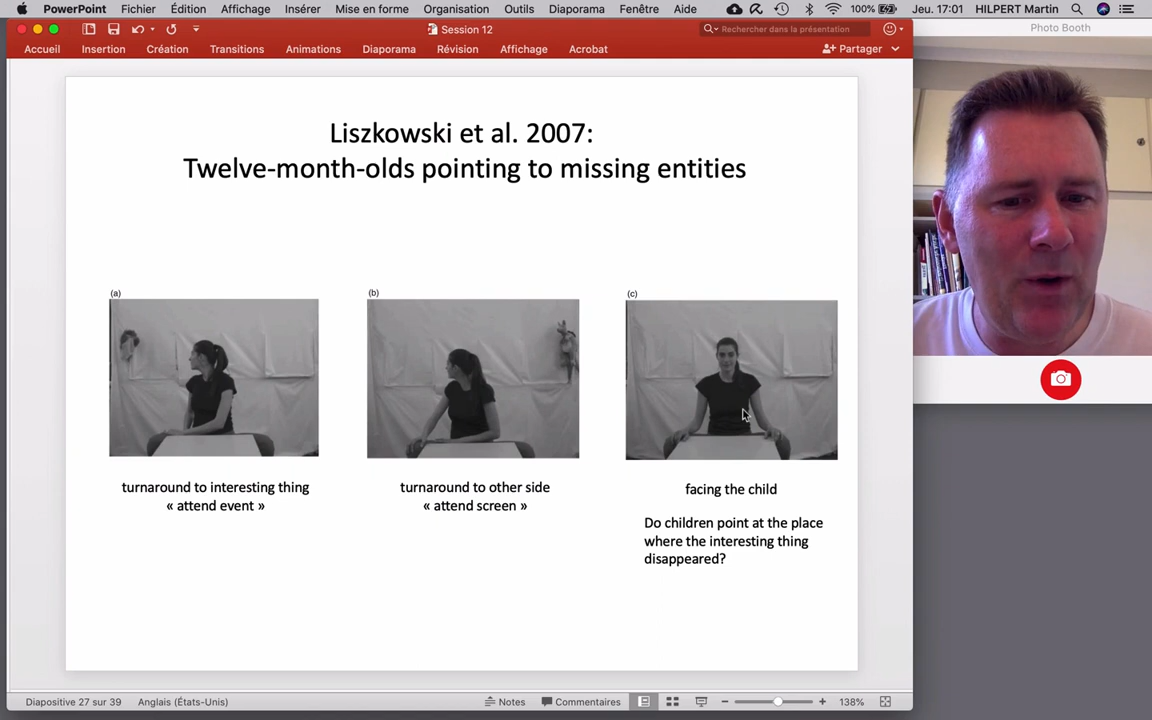 PowerPoint Fichier Édition Affichage Insérer Mise en forme Organisation Outils Diaporama Fenêtre Aide 100% Jeu. 17:01 HILPERT Martin
Session 12
Rechercher dans la présentation
Photo Booth
Accueil Insertion Création Transitions Animations Diaporama Révision Affichage Acrobat Partager
Liszkowski et al. 2007:
Twelve-month-olds pointing to missing entities
(a) (b) (c)
turnaround to interesting thing
« attend event »
turnaround to other side
« attend screen »
facing the child
Do children point at the place
where the interesting thing
disappeared?
Diapositive 27 sur 39 Anglais (États-Unis) Notes Commentaires 138%